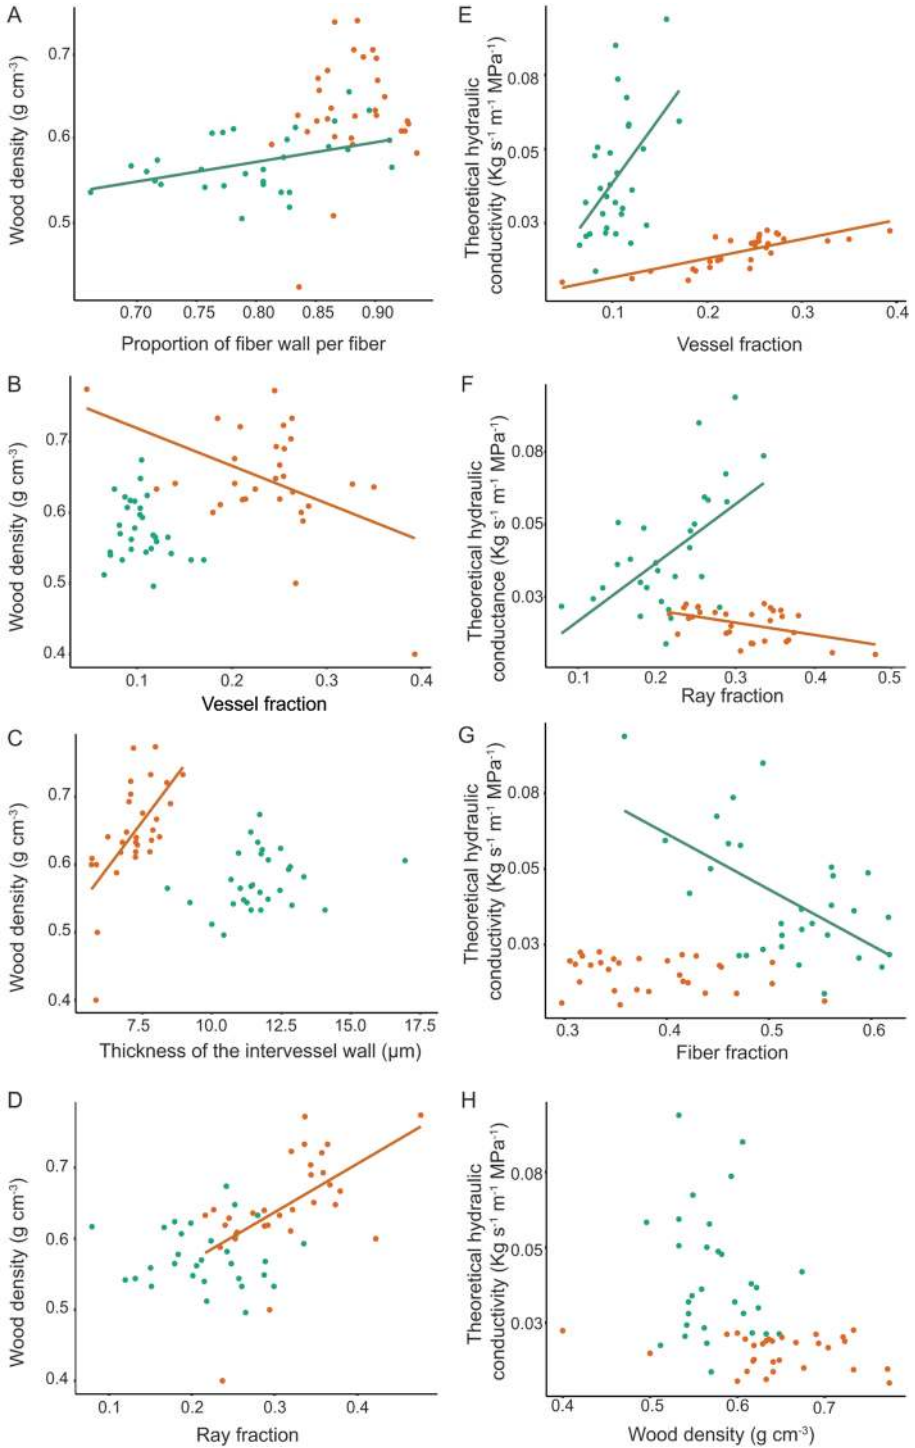 A
Wood density (g cm⁻³)
0.7
0.6
0.5
0.70 0.75 0.80 0.85 0.90
Proportion of fiber wall per fiber
B
Wood density (g cm⁻³)
0.7
0.6
0.5
0.4
0.1 0.2 0.3 0.4
Vessel fraction
C
Wood density (g cm⁻³)
0.7
0.6
0.5
0.4
7.5 10.0 12.5 15.0 17.5
Thickness of the intervessel wall (µm)
D
Wood density (g cm⁻³)
0.7
0.6
0.5
0.4
0.1 0.2 0.3 0.4
Ray fraction
E
Theoretical hydraulic
conductivity (Kg s⁻¹ m⁻¹ MPa⁻¹)
0.08
0.05
0.03
0.1 0.2 0.3 0.4
Vessel fraction
F
Theoretical hydraulic
conductance (Kg s⁻¹ m⁻¹ MPa⁻¹)
0.08
0.05
0.03
0.1 0.2 0.3 0.4 0.5
Ray fraction
G
Theoretical hydraulic
conductivity (Kg s⁻¹ m⁻¹ MPa⁻¹)
0.08
0.05
0.03
0.3 0.4 0.5 0.6
Fiber fraction
H
Theoretical hydraulic
conductivity (Kg s⁻¹ m⁻¹ MPa⁻¹)
0.08
0.05
0.03
0.4 0.5 0.6 0.7
Wood density (g cm⁻³)